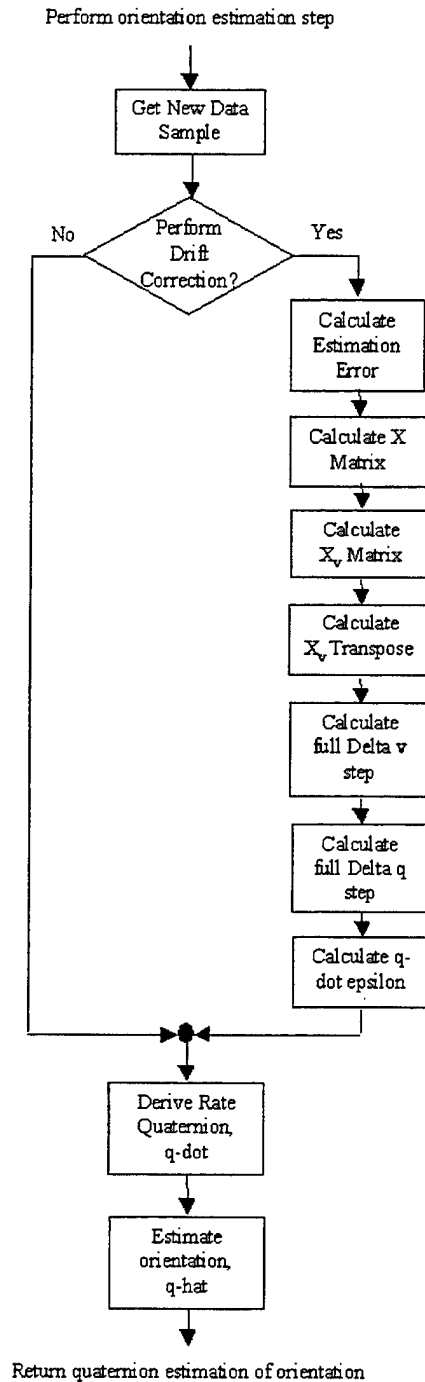 Perform orientation estimation step
Get New Data
Sample
No
Perform
Drift
Correction?
Yes
Calculate
Estimation
Error
Calculate X
Matrix
Calculate
Xv Matrix
Calculate
Xv Transpose
Calculate
full Delta v
step
Calculate
full Delta q
step
Calculate q-
dot epsilon
Derive Rate
Quaternion,
q-dot
Estimate
orientation,
q-hat
Return quaternion estimation of orientation